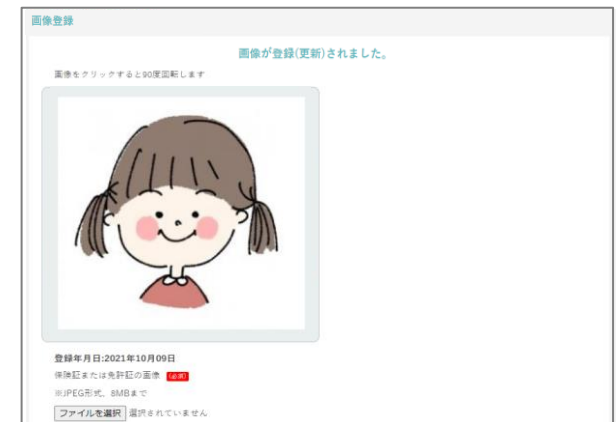 画像登録
画像が登録(更新)されました。
画像をクリックすると90度回転します
登録年月日:2021年10月09日
保険証または免許証の画像 (必須)
※JPEG形式、8MBまで
ファイルを選択 選択されていません